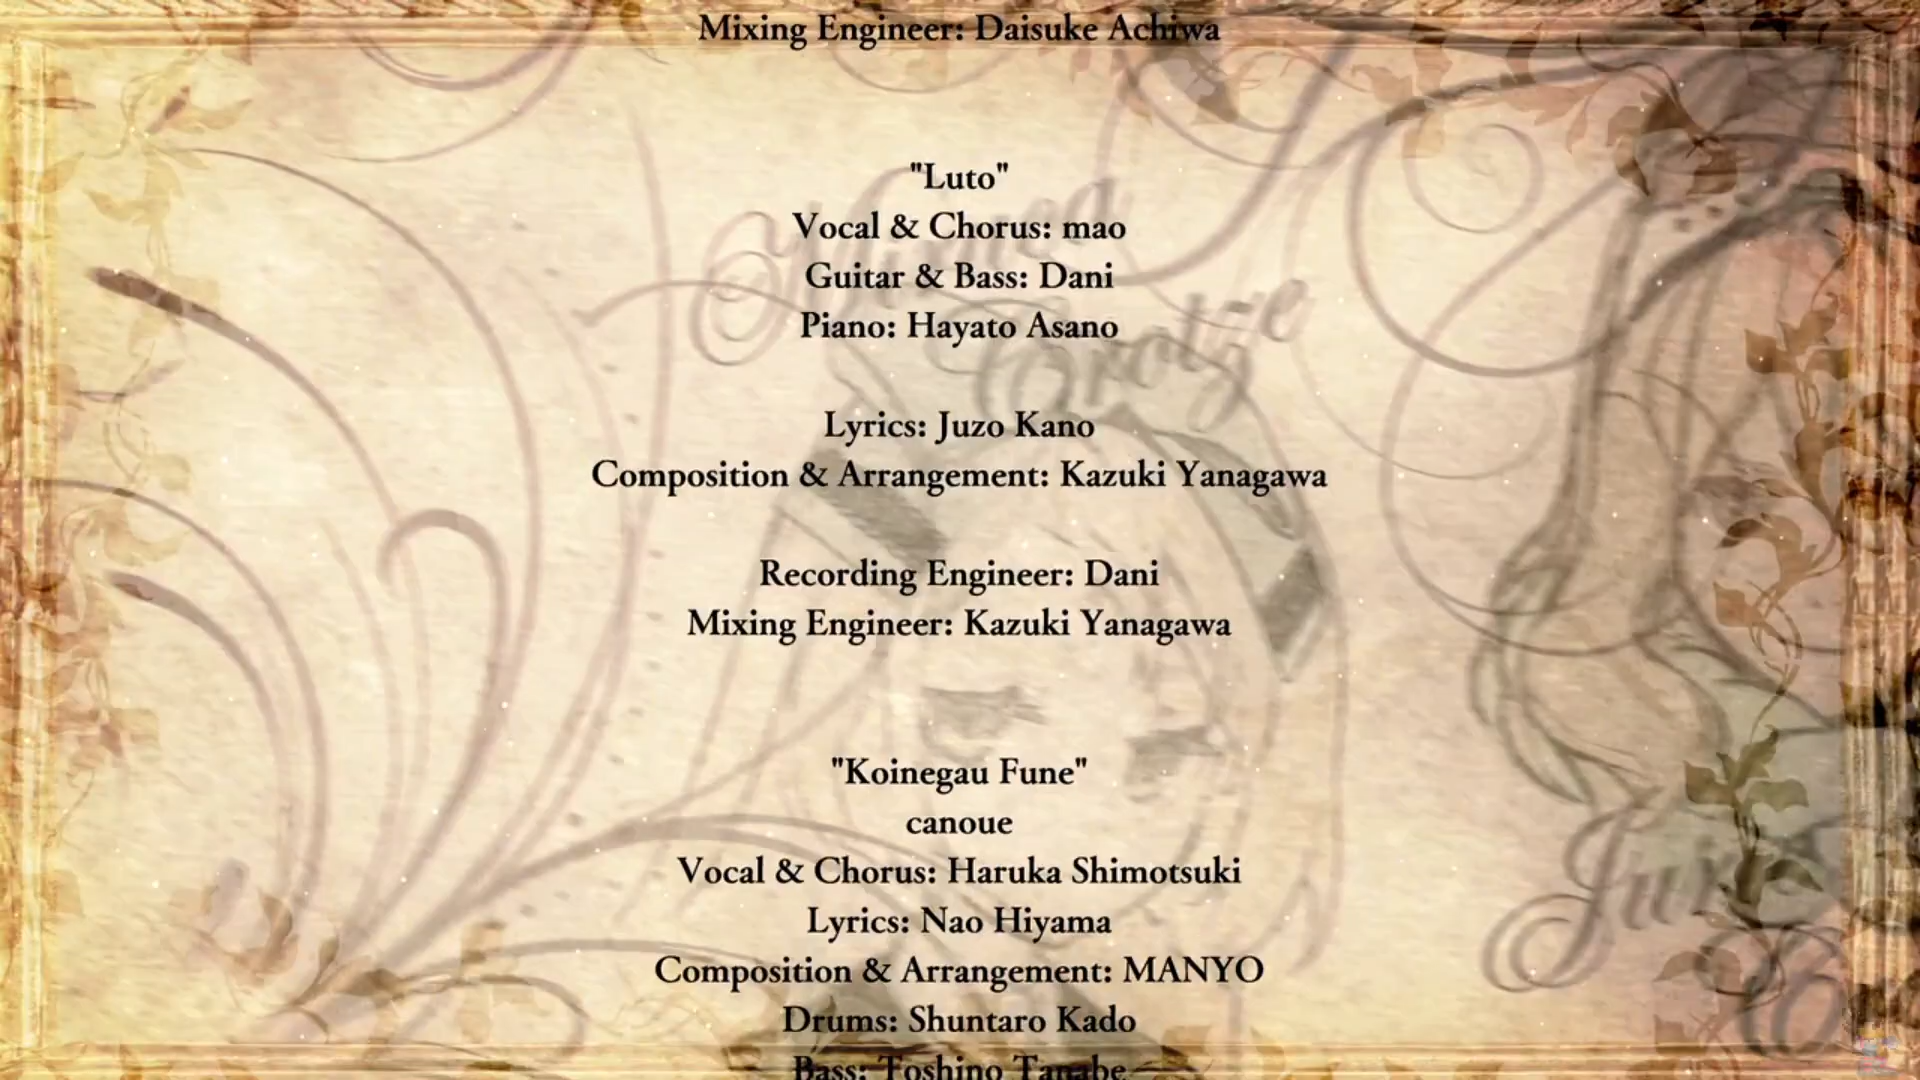 Mixing Engineer: Daisuke Achiwa
"Luto"
Vocal & Chorus: mao
Guitar & Bass: Dani
Piano: Hayato Asano
Lyrics: Juzo Kano
Composition & Arrangement: Kazuki Yanagawa
Recording Engineer: Dani
Mixing Engineer: Kazuki Yanagawa
"Koinegau Fune"
canoue
Vocal & Chorus: Haruka Shimotsuki
Lyrics: Nao Hiyama
Composition & Arrangement: MANYO
Drums: Shuntaro Kado
Bass: Toshino Tanabe